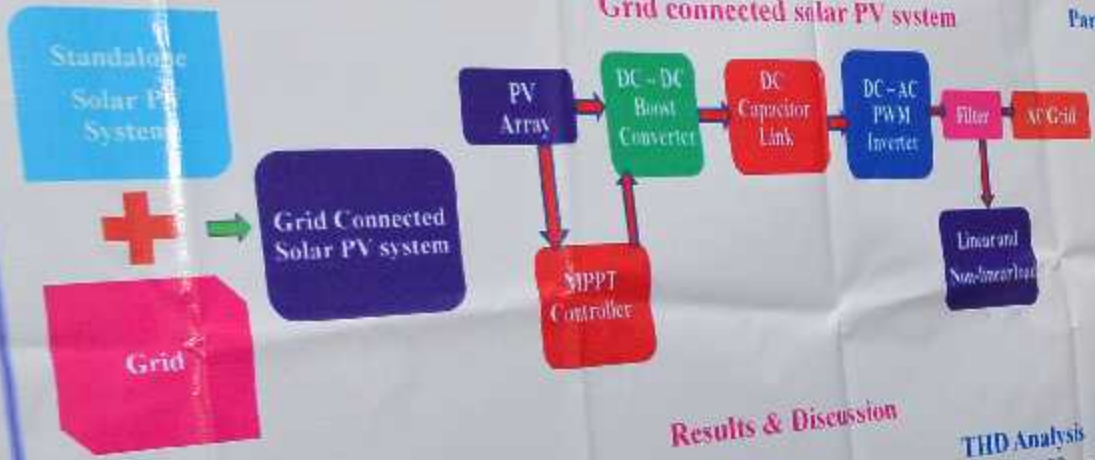 Grid connected solar PV system
Standalone
Solar PV
System
Grid
Grid Connected
Solar PV system
PV
Array
DC – DC
Boost
Converter
DC
Capacitor
Link
DC – AC
PWM
Inverter
Filter
AC Grid
MPPT
Controller
Linear and
Non-linear load
Results & Discussion
THD Analysis